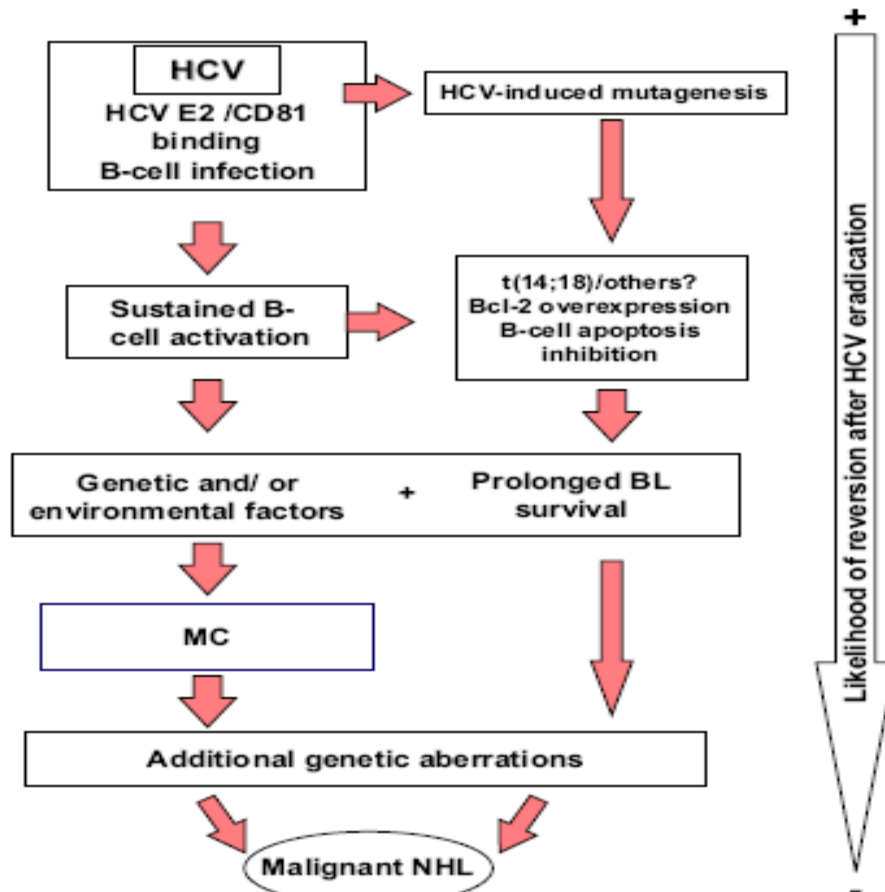 +
HCV
HCV E2 /CD81
binding
B-cell infection
HCV-induced mutagenesis
Sustained B-
cell activation
t(14;18)/others?
Bcl-2 overexpression
B-cell apoptosis
inhibition
Genetic and/ or
environmental factors
+
Prolonged BL
survival
MC
Additional genetic aberrations
Malignant NHL
Likelihood of reversion after HCV eradication
-